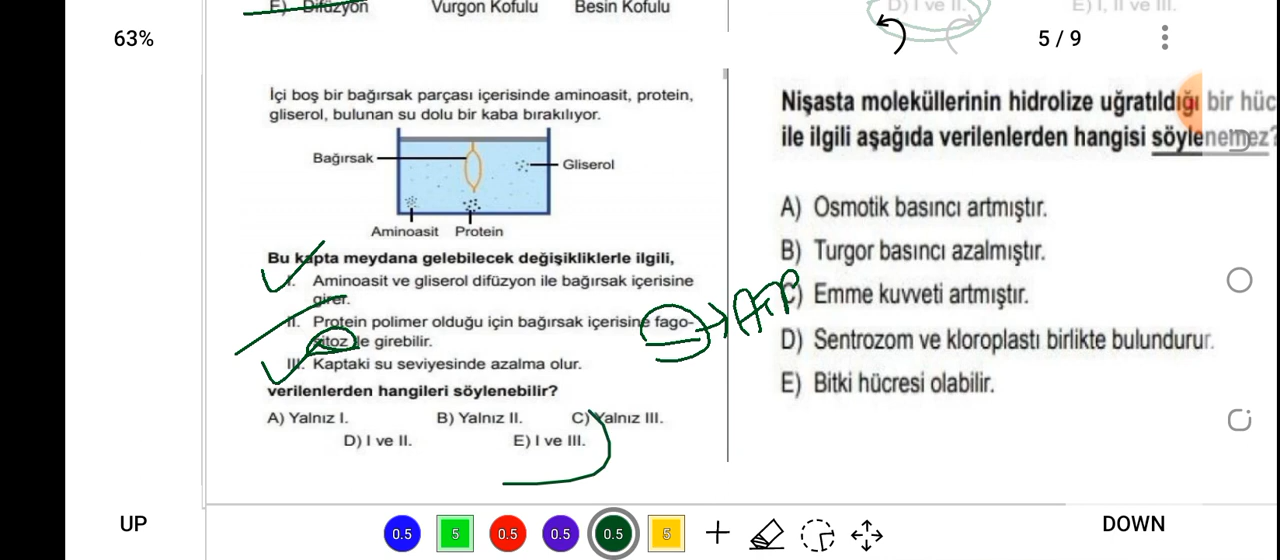 E) Difüzyon Vurgon Kofulu Besin Kofulu
D) I ve II. E) I, II ve III.
63%
5 / 9
İçi boş bir bağırsak parçası içerisinde aminoasit, protein,
gliserol, bulunan su dolu bir kaba bırakılıyor.
Bağırsak
Gliserol
Aminoasit Protein
Bu kapta meydana gelebilecek değişikliklerle ilgili,
I. Aminoasit ve gliserol difüzyon ile bağırsak içerisine
girer.
II. Protein polimer olduğu için bağırsak içerisine fago-
sitoz ile girebilir.
ATP
III. Kaptaki su seviyesinde azalma olur.
verilenlerden hangileri söylenebilir?
A) Yalnız I. B) Yalnız II. C) Yalnız III.
D) I ve II. E) I ve III.
Nişasta moleküllerinin hidrolize uğratıldığı bir hüc
ile ilgili aşağıda verilenlerden hangisi söylenemez?
A) Osmotik basıncı artmıştır.
B) Turgor basıncı azalmıştır.
C) Emme kuvveti artmıştır.
D) Sentrozom ve kloroplastı birlikte bulundurur.
E) Bitki hücresi olabilir.
UP
0.5 5 0.5 0.5 0.5 5
DOWN